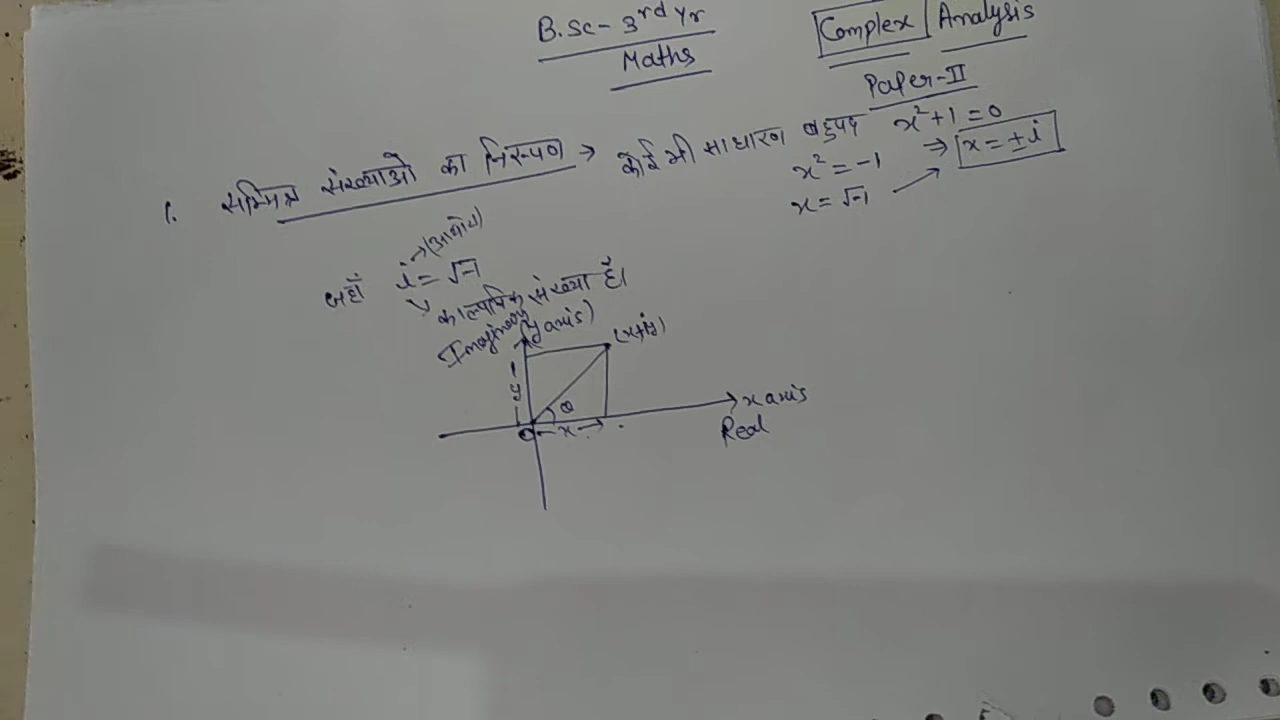 B.Sc- 3rd Yr
Maths
Complex Analysis
Paper-II
1. सम्मिश्र संख्याओ का निरूपण → कोई भी साधारण बहुपद x²+1=0
x² = -1 ⇒ x = ±i
x = √-1
जहाँ i = √-1
काल्पनिक संख्या है।
Imaginary (y axis)
(x+iy)
y
θ
O x
x axis
Real